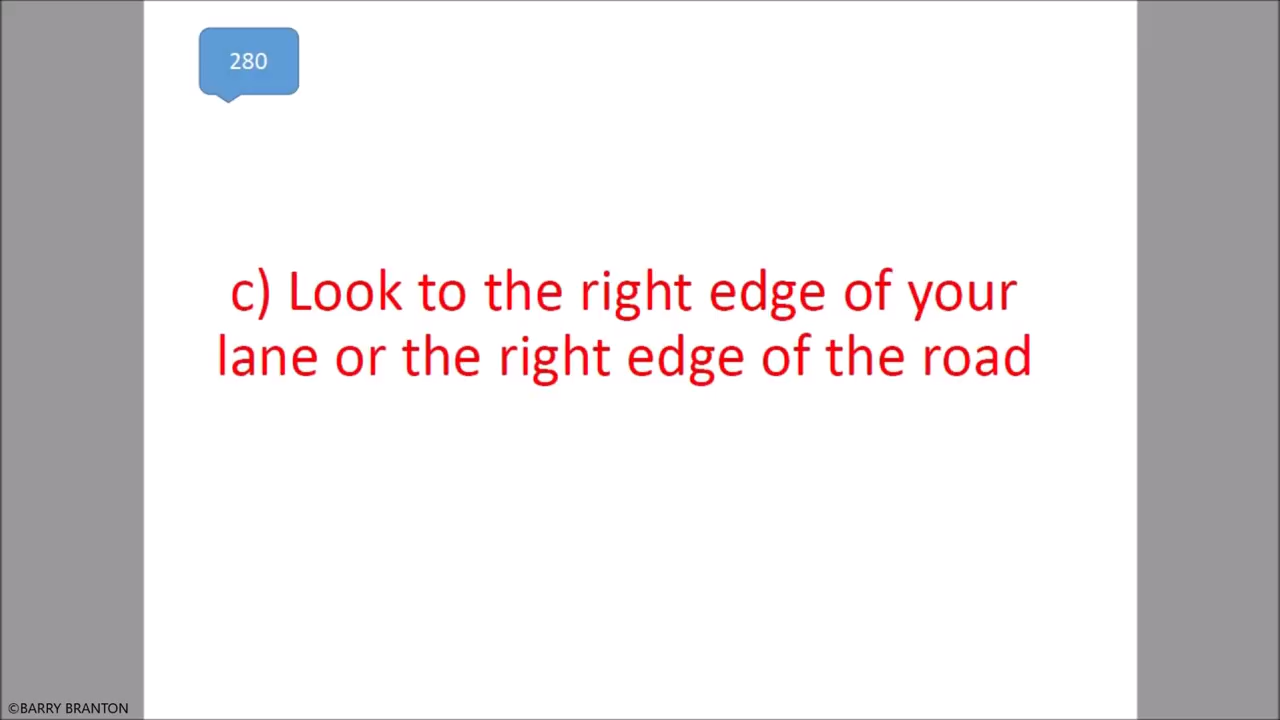 280
c) Look to the right edge of your
lane or the right edge of the road
©BARRY BRANTON